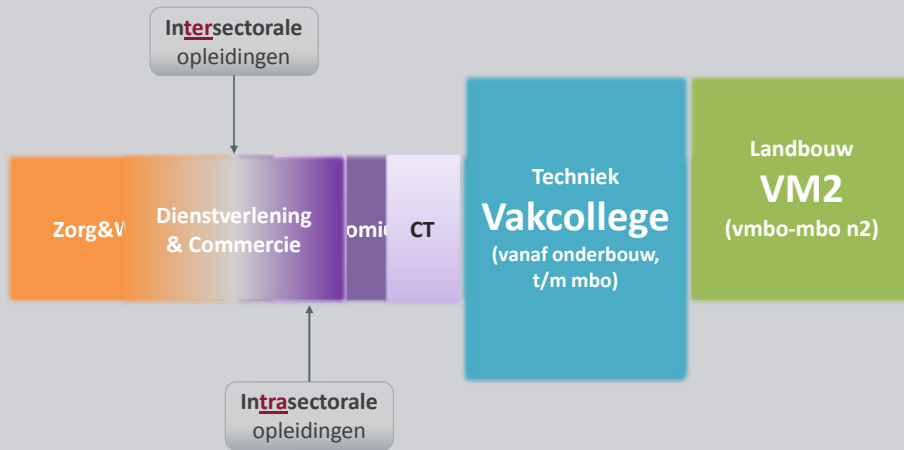 Intersectorale
opleidingen
Zorg&
Dienstverlening
& Commercie
omie
CT
Techniek
Vakcollege
(vanaf onderbouw,
t/m mbo)
Landbouw
VM2
(vmbo-mbo n2)
Intrasectorale
opleidingen